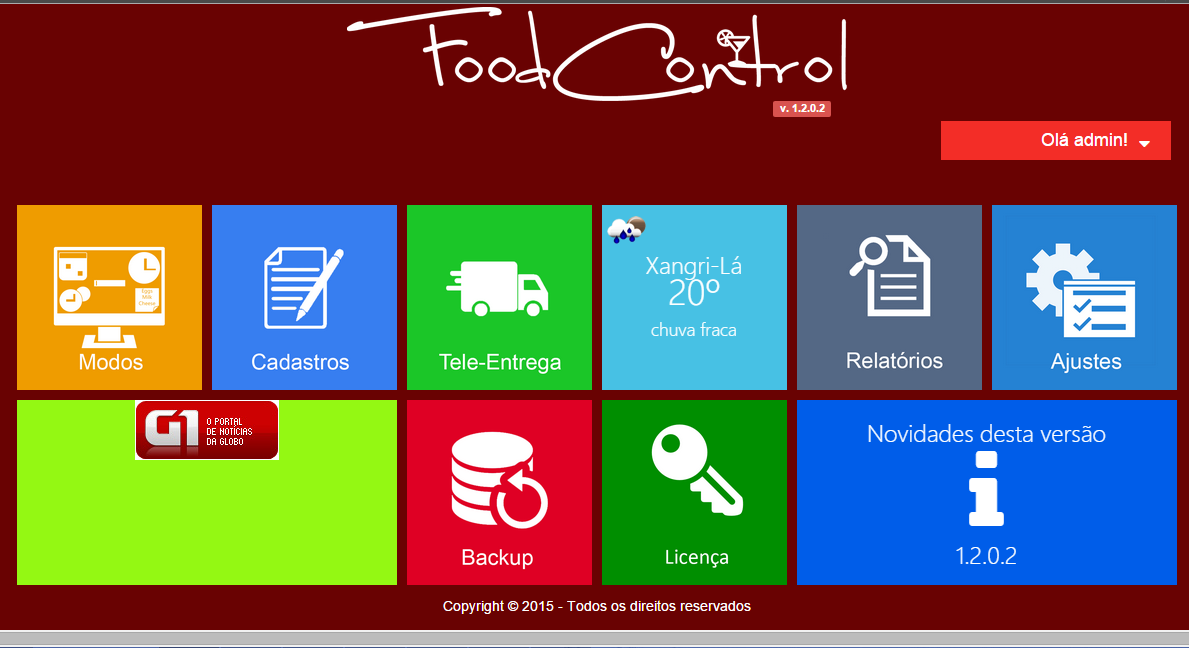 FoodControl
v. 1.2.0.2
Olá admin!
Modos
Cadastros
Tele-Entrega
Xangri-Lá
20º
chuva fraca
Relatórios
Ajustes
G1
O PORTAL
DE NOTÍCIAS
DA GLOBO
Backup
Licença
Novidades desta versão
1.2.0.2
Copyright © 2015 - Todos os direitos reservados